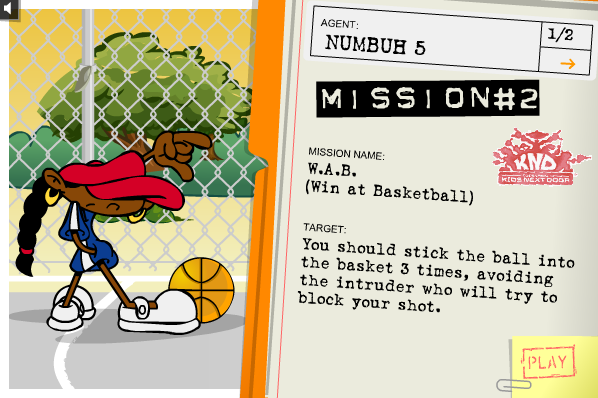 AGENT:
NUMBUH 5
1/2
MISSION#2
MISSION NAME:
W.A.B.
(Win at Basketball)
KND
KIDS NEXT DOOR
TARGET:
You should stick the ball into
the basket 3 times, avoiding
the intruder who will try to
block your shot.
PLAY